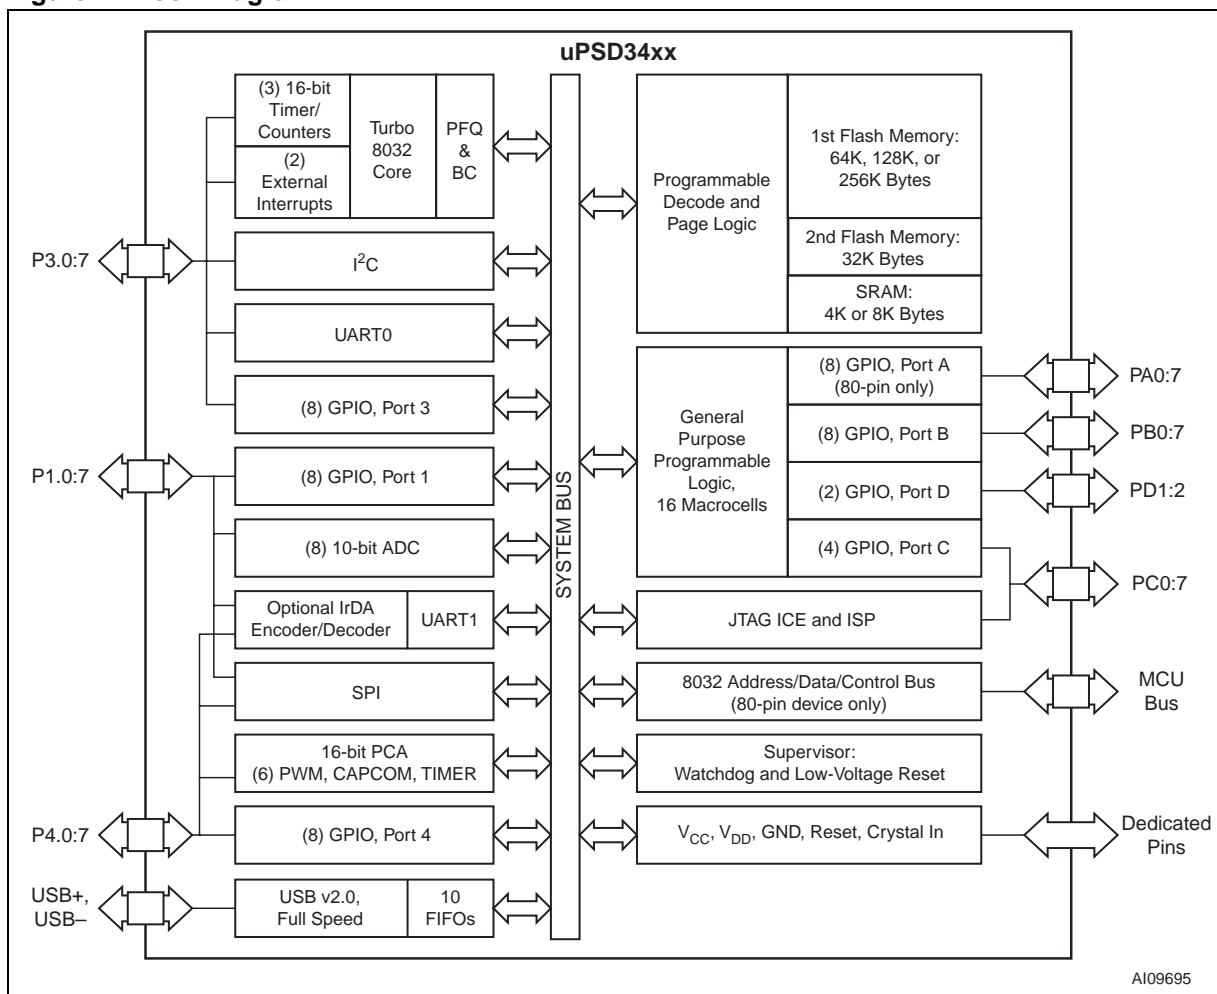 uPSD34xx
(3) 16-bit
Timer/
Counters
(2)
External
Interrupts
Turbo
8032
Core
PFQ
&
BC
P3.0:7
I2C
UART0
(8) GPIO, Port 3
P1.0:7
(8) GPIO, Port 1
(8) 10-bit ADC
Optional IrDA
Encoder/Decoder
UART1
SPI
16-bit PCA
(6) PWM, CAPCOM, TIMER
P4.0:7
(8) GPIO, Port 4
USB+,
USB–
USB v2.0,
Full Speed
10
FIFOs
SYSTEM BUS
Programmable
Decode and
Page Logic
1st Flash Memory:
64K, 128K, or
256K Bytes
2nd Flash Memory:
32K Bytes
SRAM:
4K or 8K Bytes
General
Purpose
Programmable
Logic,
16 Macrocells
(8) GPIO, Port A
(80-pin only)
PA0:7
(8) GPIO, Port B
PB0:7
(2) GPIO, Port D
PD1:2
(4) GPIO, Port C
PC0:7
JTAG ICE and ISP
8032 Address/Data/Control Bus
(80-pin device only)
MCU
Bus
Supervisor:
Watchdog and Low-Voltage Reset
VCC, VDD, GND, Reset, Crystal In
Dedicated
Pins
AI09695